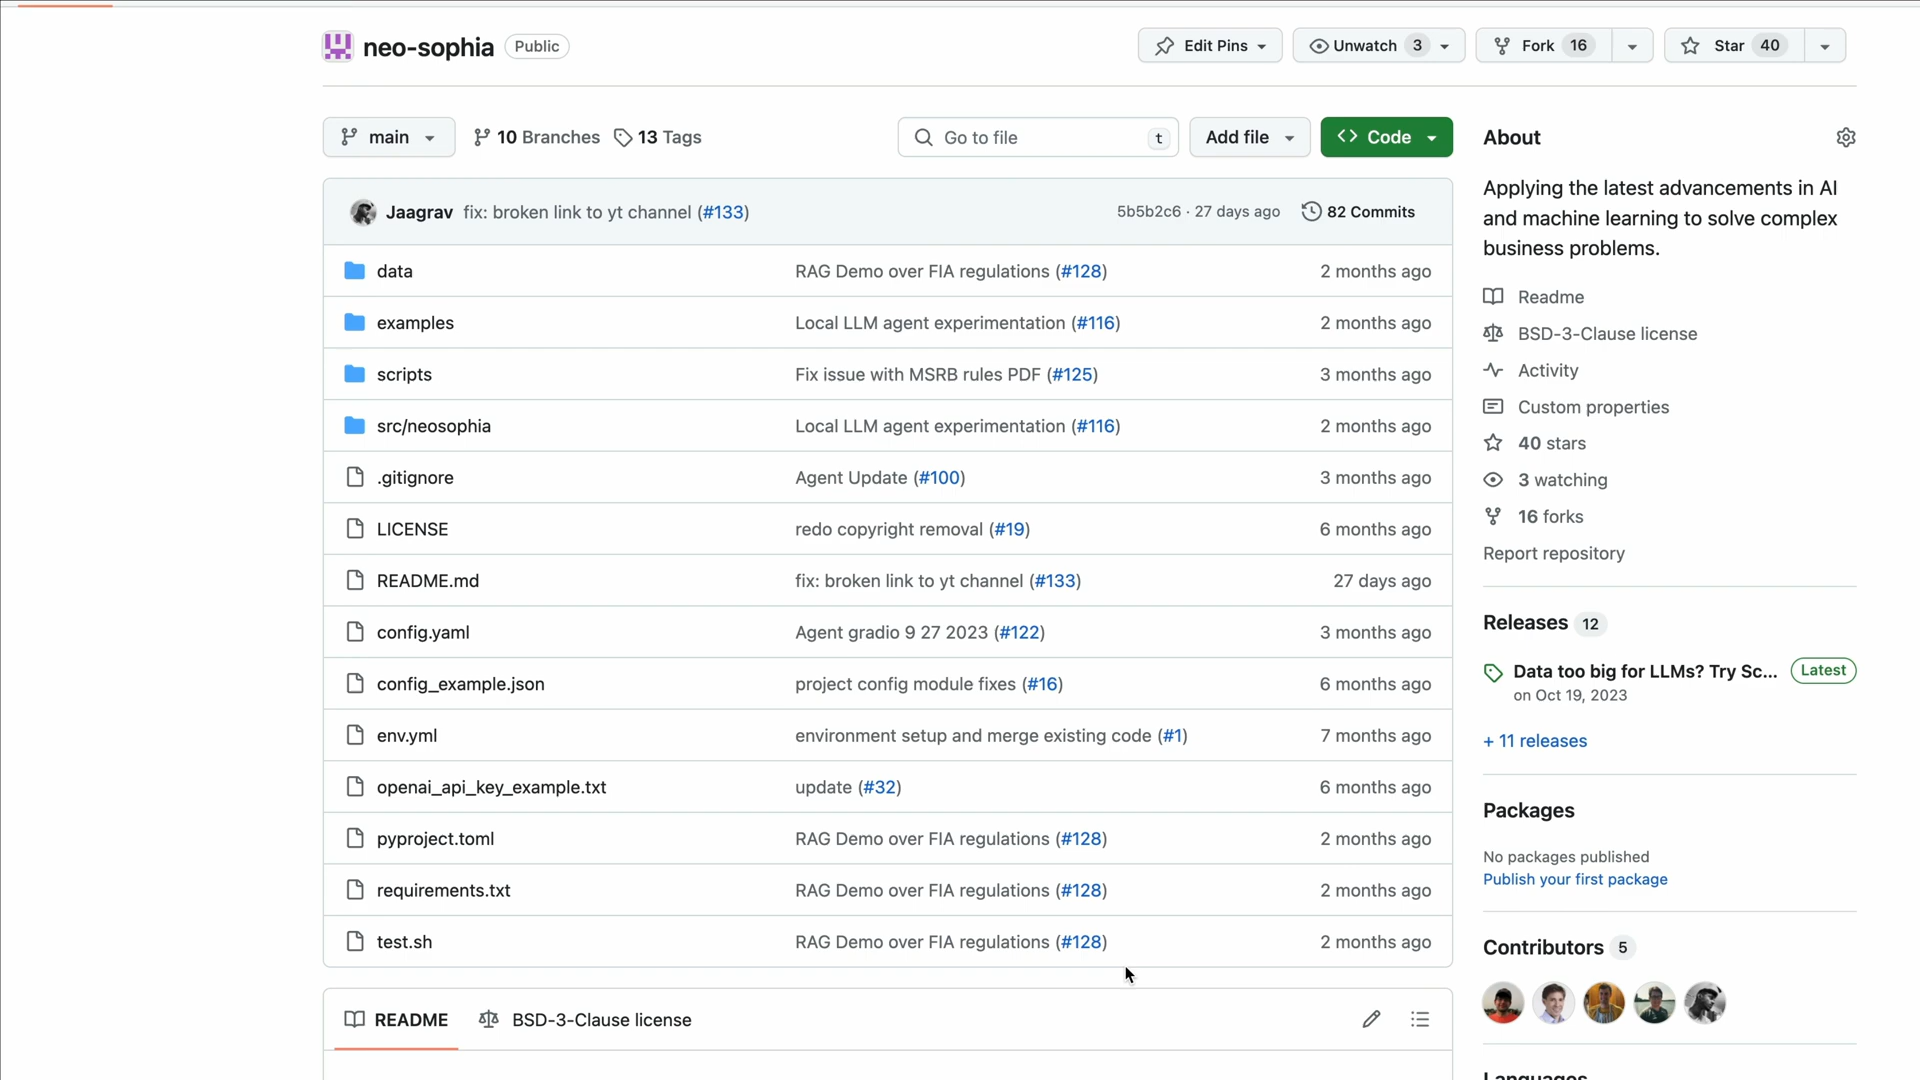 neo-sophia Public Edit Pins Unwatch 3 Fork 16 Star 40
main 10 Branches 13 Tags Go to file t Add file Code
Jaagrav fix: broken link to yt channel (#133) 5b5b2c6 · 27 days ago 82 Commits
data RAG Demo over FIA regulations (#128) 2 months ago
examples Local LLM agent experimentation (#116) 2 months ago
scripts Fix issue with MSRB rules PDF (#125) 3 months ago
src/neosophia Local LLM agent experimentation (#116) 2 months ago
.gitignore Agent Update (#100) 3 months ago
LICENSE redo copyright removal (#19) 6 months ago
README.md fix: broken link to yt channel (#133) 27 days ago
config.yaml Agent gradio 9 27 2023 (#122) 3 months ago
config_example.json project config module fixes (#16) 6 months ago
env.yml environment setup and merge existing code (#1) 7 months ago
openai_api_key_example.txt update (#32) 6 months ago
pyproject.toml RAG Demo over FIA regulations (#128) 2 months ago
requirements.txt RAG Demo over FIA regulations (#128) 2 months ago
test.sh RAG Demo over FIA regulations (#128) 2 months ago
README BSD-3-Clause license
About
Applying the latest advancements in AI
and machine learning to solve complex
business problems.
Readme
BSD-3-Clause license
Activity
Custom properties
40 stars
3 watching
16 forks
Report repository
Releases 12
Data too big for LLMs? Try Sc... Latest
on Oct 19, 2023
+ 11 releases
Packages
No packages published
Publish your first package
Contributors 5
Languages